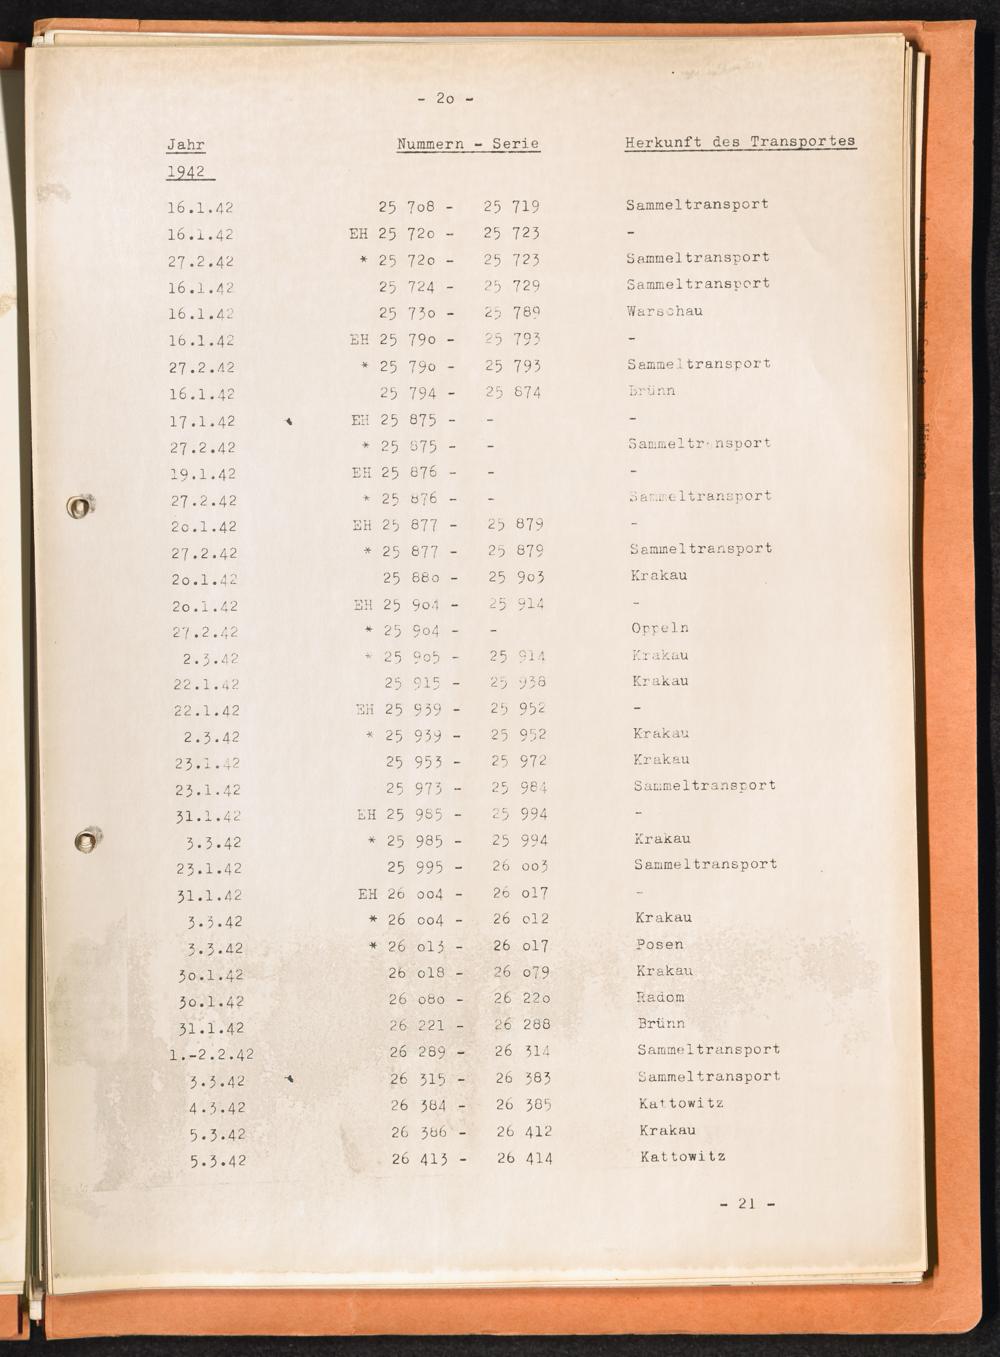 - 2o -
Jahr Nummern - Serie Herkunft des Transportes
1942
16.1.42 25 7o8 - 25 719 Sammeltransport
16.1.42 EH 25 72o - 25 723 -
27.2.42 * 25 72o - 25 723 Sammeltransport
16.1.42 25 724 - 25 729 Sammeltransport
16.1.42 25 73o - 25 789 Warschau
16.1.42 EH 25 79o - 25 793 -
27.2.42 * 25 79o - 25 793 Sammeltransport
16.1.42 25 794 - 25 874 Brünn
17.1.42 EH 25 875 - - -
27.2.42 * 25 875 - - Sammeltransport
19.1.42 EH 25 876 - - -
27.2.42 * 25 876 - - Sammeltransport
2o.1.42 EH 25 877 - 25 879 -
27.2.42 * 25 877 - 25 879 Sammeltransport
2o.1.42 25 88o - 25 9o3 Krakau
2o.1.42 EH 25 9o4 - 25 914 -
27.2.42 * 25 9o4 - - Oppeln
2.3.42 * 25 9o5 - 25 914 Krakau
22.1.42 25 915 - 25 938 Krakau
22.1.42 EH 25 939 - 25 952 -
2.3.42 * 25 939 - 25 952 Krakau
23.1.42 25 953 - 25 972 Krakau
23.1.42 25 973 - 25 984 Sammeltransport
31.1.42 EH 25 985 - 25 994 -
3.3.42 * 25 985 - 25 994 Krakau
23.1.42 25 995 - 26 oo3 Sammeltransport
31.1.42 EH 26 oo4 - 26 o17 -
3.3.42 * 26 oo4 - 26 o12 Krakau
3.3.42 * 26 o13 - 26 o17 Posen
3o.1.42 26 o18 - 26 o79 Krakau
3o.1.42 26 o8o - 26 22o Radom
31.1.42 26 221 - 26 288 Brünn
1.-2.2.42 26 289 - 26 314 Sammeltransport
3.3.42 26 315 - 26 383 Sammeltransport
4.3.42 26 384 - 26 385 Kattowitz
5.3.42 26 386 - 26 412 Krakau
5.3.42 26 413 - 26 414 Kattowitz
- 21 -